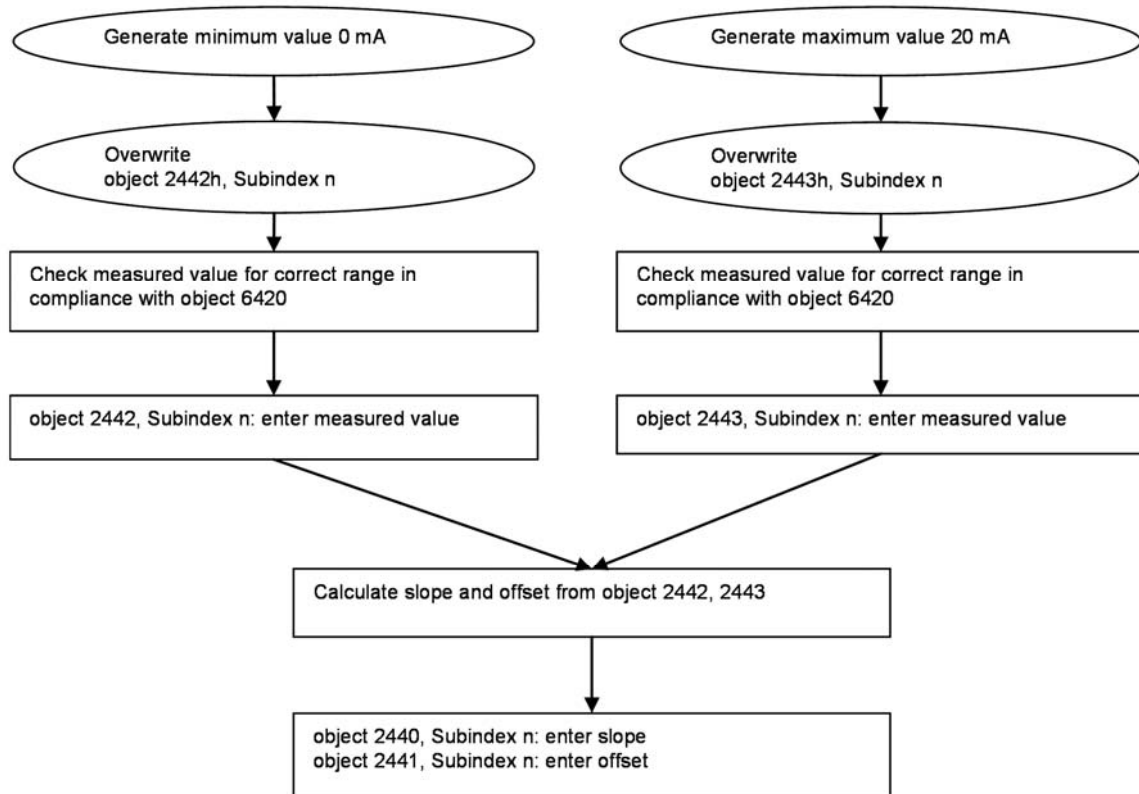 Generate minimum value 0 mA
Generate maximum value 20 mA
Overwrite
object 2442h, Subindex n
Overwrite
object 2443h, Subindex n
Check measured value for correct range in
compliance with object 6420
Check measured value for correct range in
compliance with object 6420
object 2442, Subindex n: enter measured value
object 2443, Subindex n: enter measured value
Calculate slope and offset from object 2442, 2443
object 2440, Subindex n: enter slope
object 2441, Subindex n: enter offset